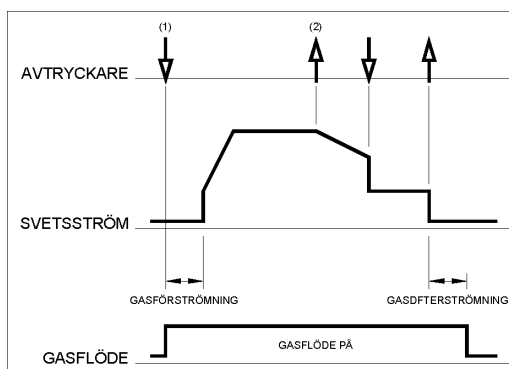 (1)
(2)
AVTRYCKARE
SVETSSTRÖM
GASFÖRSTRÖMNING
GASDFTERSTRÖMNING
GASFLÖDE PÅ
GASFLÖDE